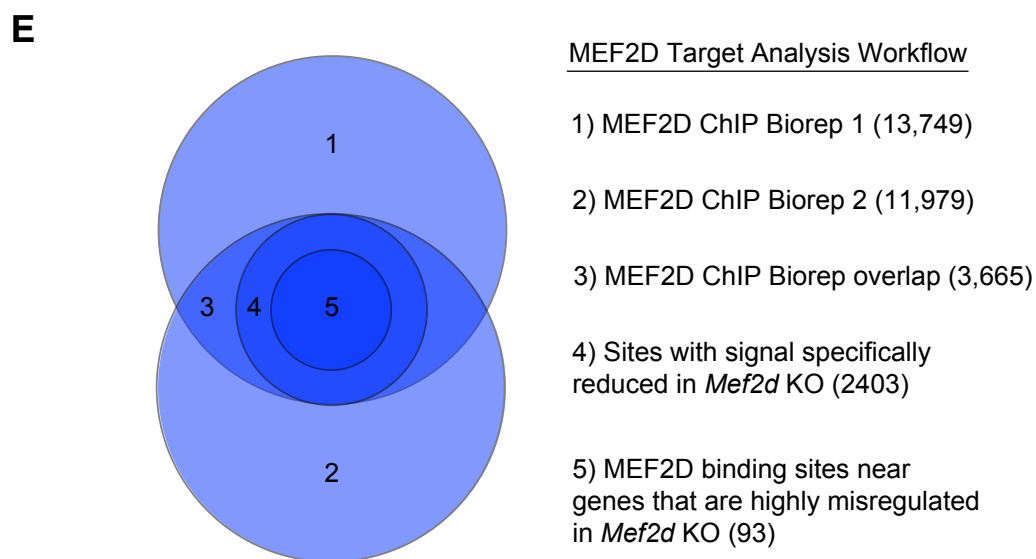 E
MEF2D Target Analysis Workflow
1) MEF2D ChIP Biorep 1 (13,749)
2) MEF2D ChIP Biorep 2 (11,979)
3) MEF2D ChIP Biorep overlap (3,665)
4) Sites with signal specifically
reduced in Mef2d KO (2403)
5) MEF2D binding sites near
genes that are highly misregulated
in Mef2d KO (93)
1
3
4
5
2